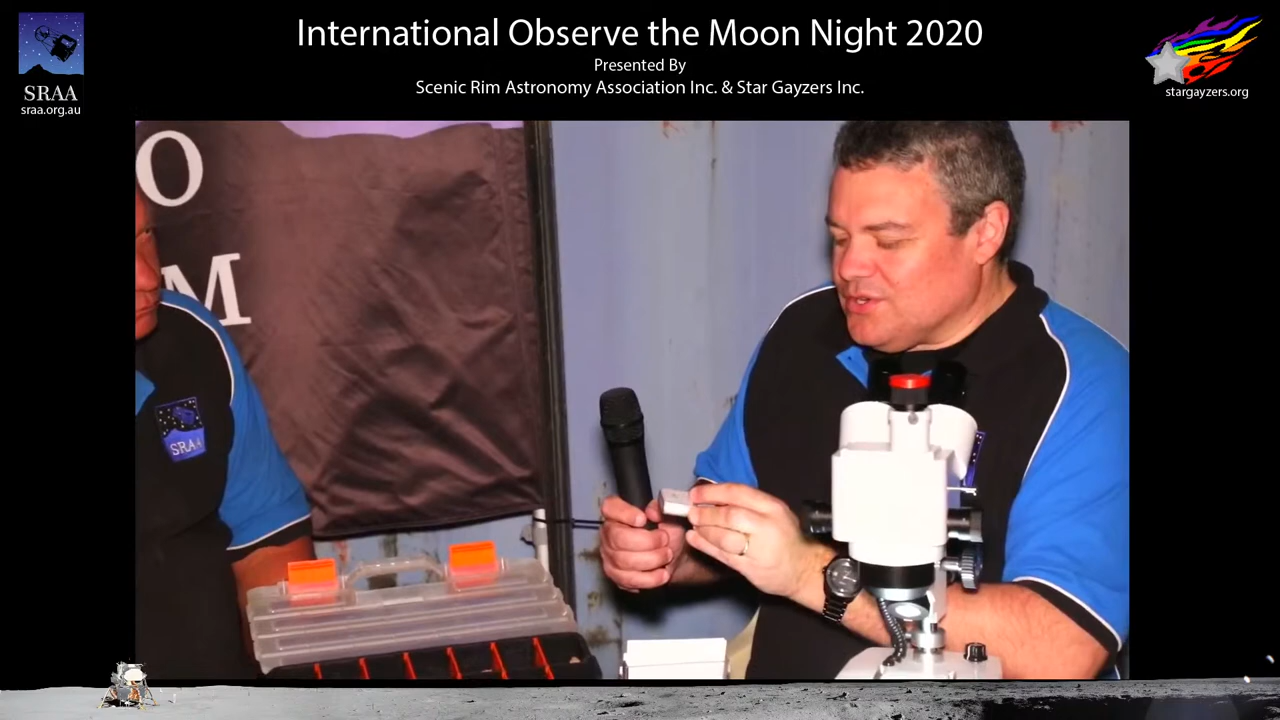 International Observe the Moon Night 2020
Presented By
Scenic Rim Astronomy Association Inc. & Star Gayzers Inc.
SRAA
sraa.org.au
stargayzers.org
O
M
SRAA